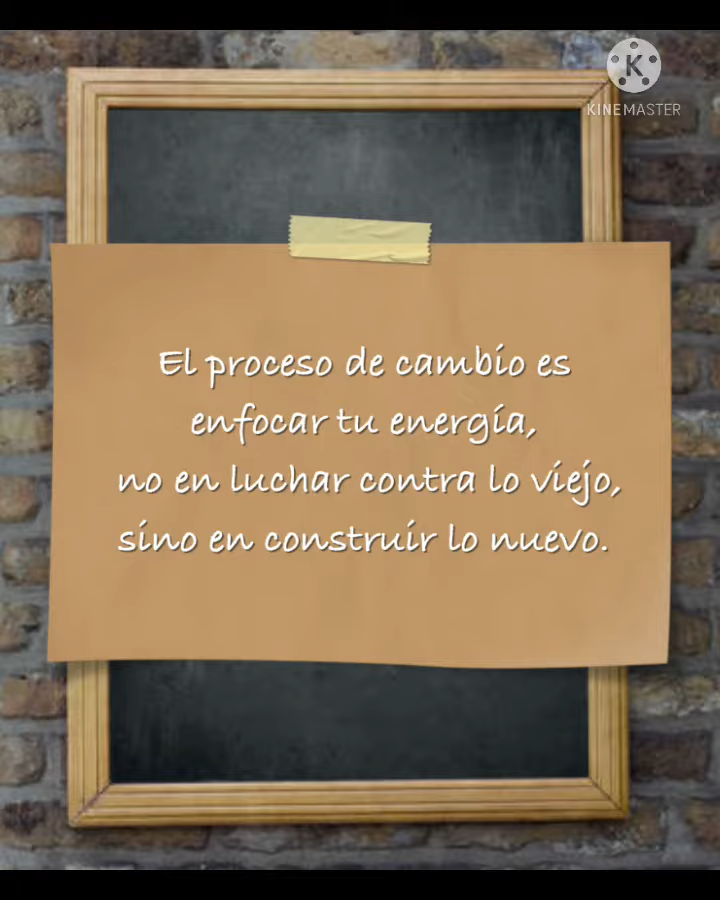 KINEMASTER
El proceso de cambio es
enfocar tu energía,
no en luchar contra lo viejo,
sino en construir lo nuevo.